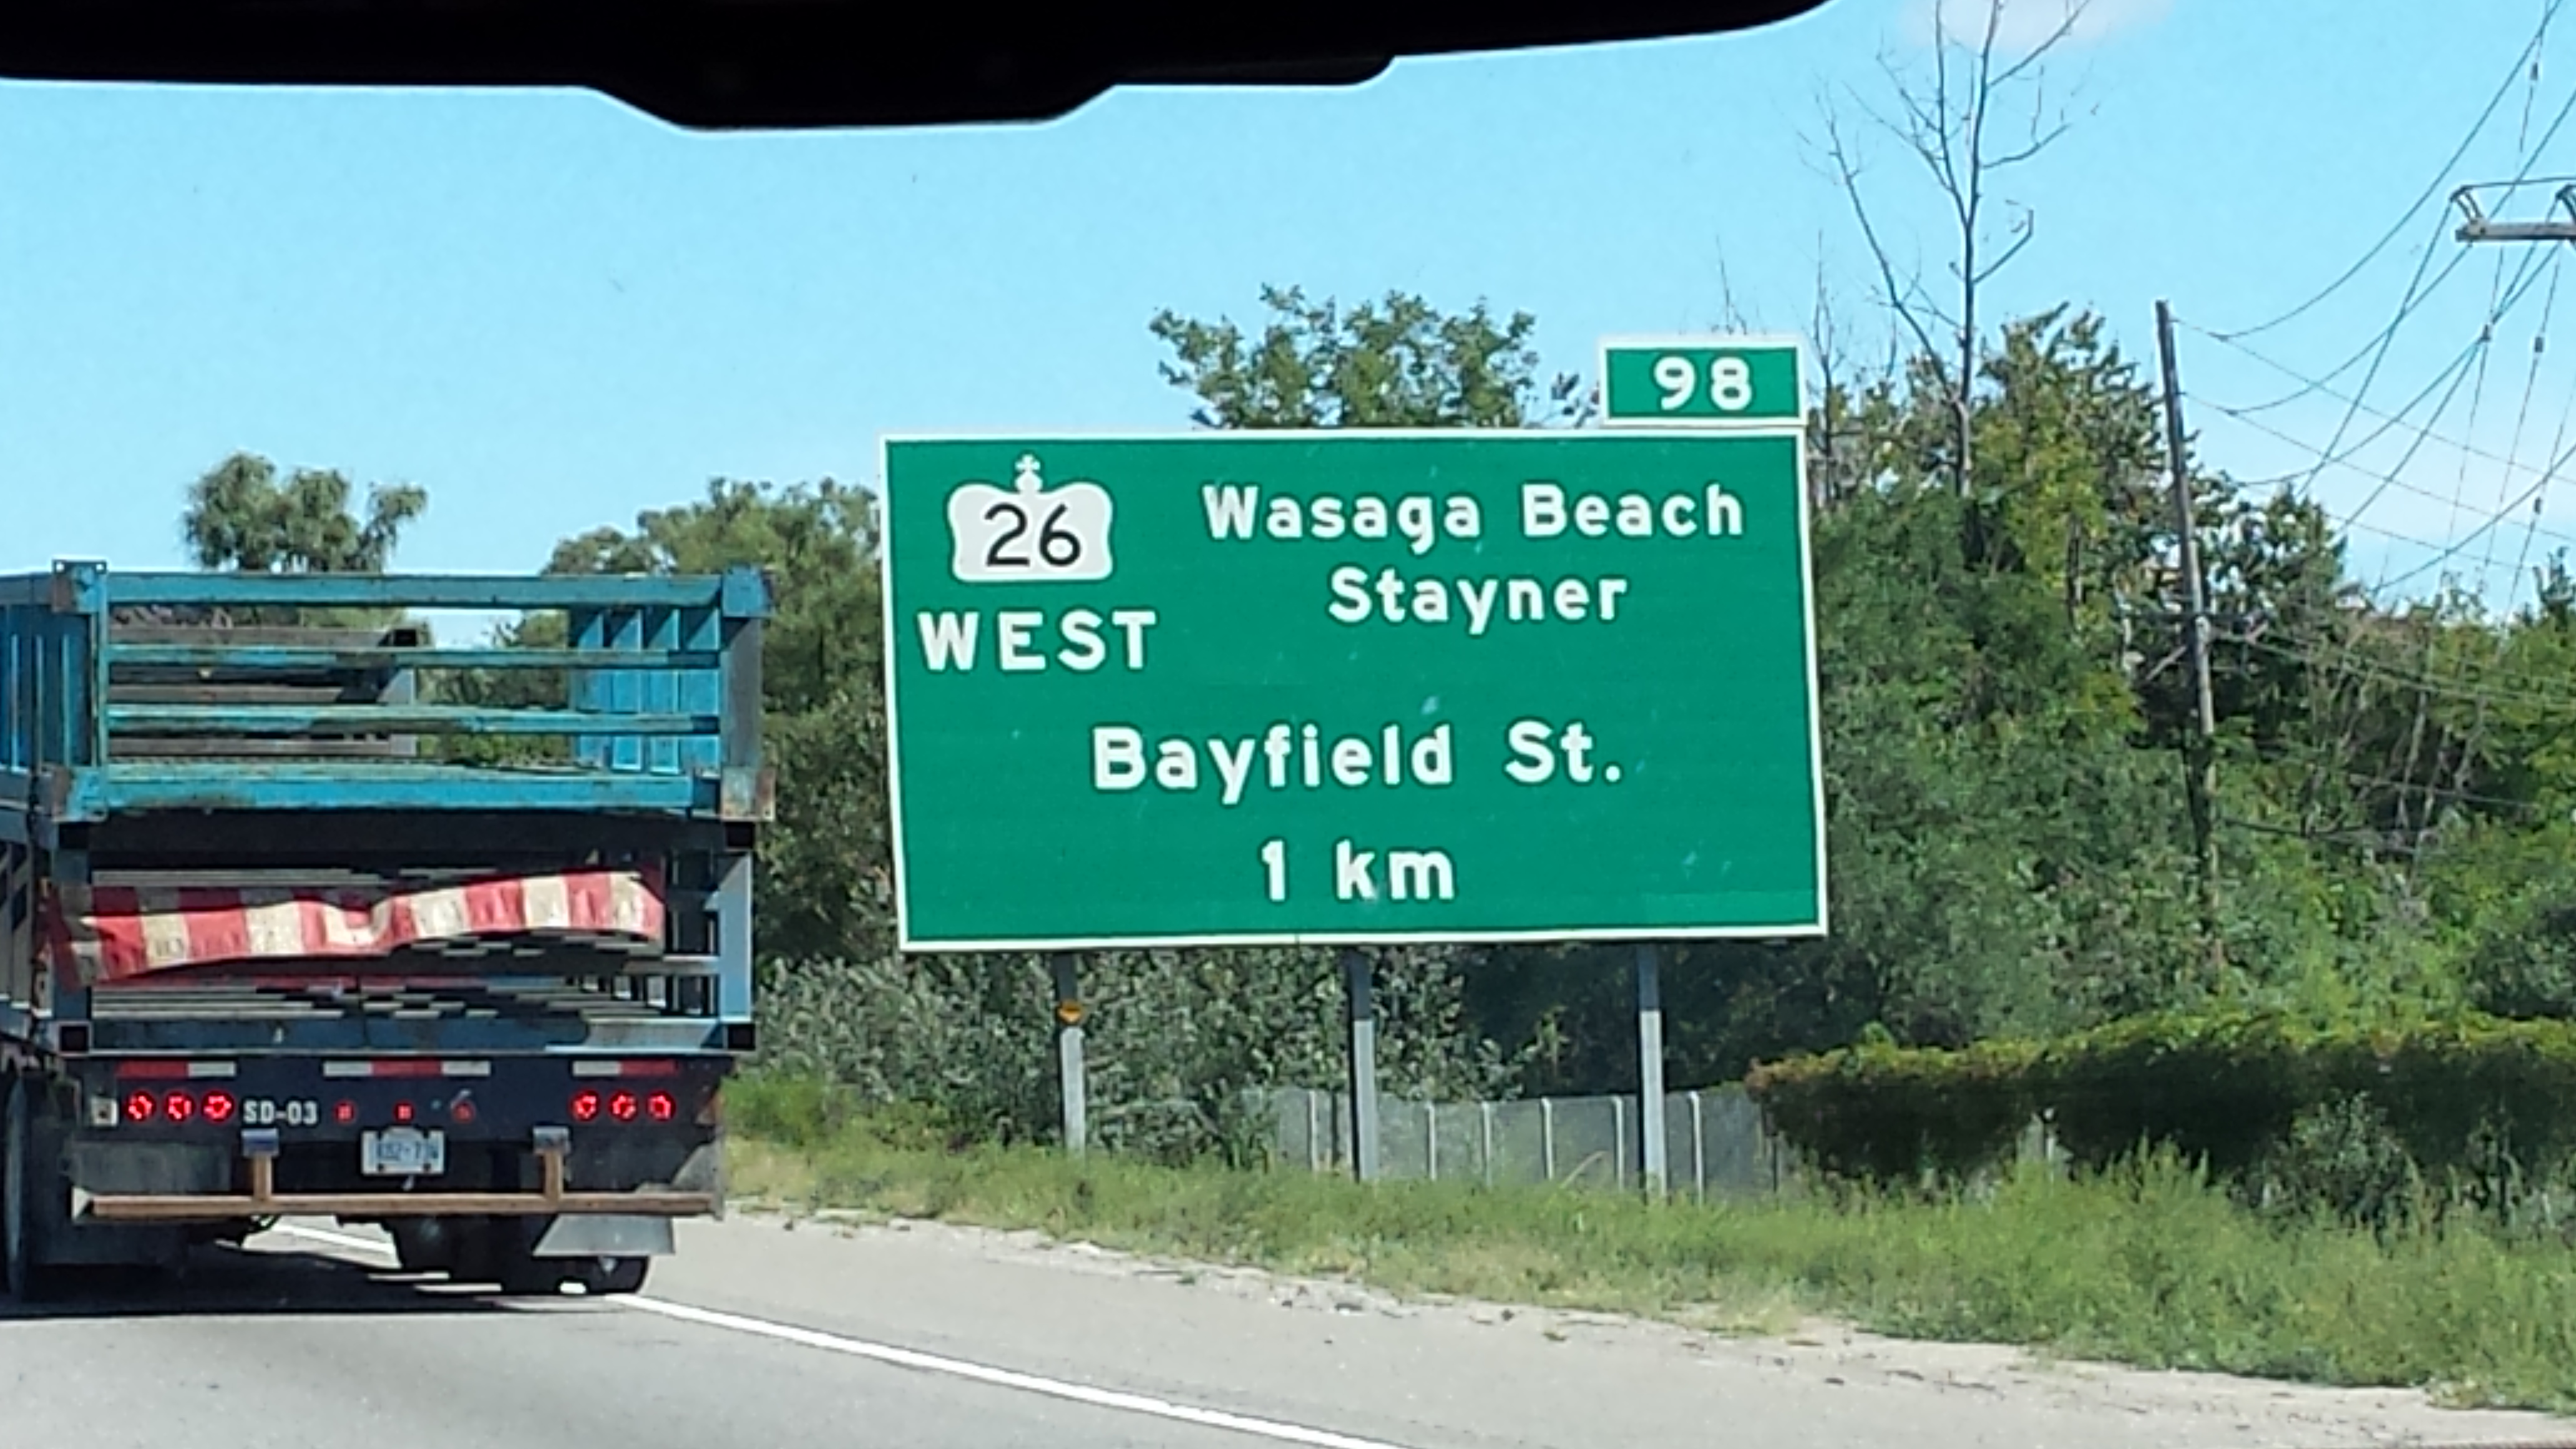 98
26
Wasaga Beach
Stayner
WEST
Bayfield St.
1 km
SD-03